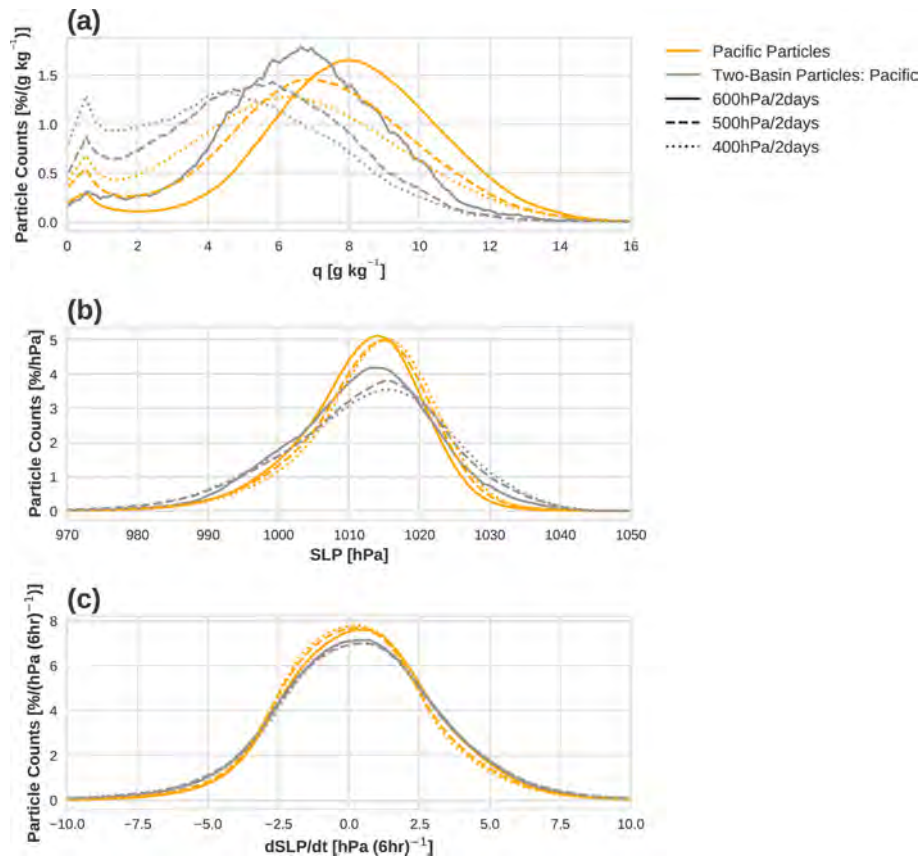 (a)
Particle Counts [%/(g kg⁻¹)]
1.5
1.0
0.5
0.0
0 2 4 6 8 10 12 14 16
q [g kg⁻¹]
Pacific Particles
Two-Basin Particles: Pacific
600hPa/2days
500hPa/2days
400hPa/2days
(b)
Particle Counts [%/hPa]
5
4
3
2
1
0
970 980 990 1000 1010 1020 1030 1040 1050
SLP [hPa]
(c)
Particle Counts [%/(hPa (6hr)⁻¹)]
8
6
4
2
0
−10.0 −7.5 −5.0 −2.5 0.0 2.5 5.0 7.5 10.0
dSLP/dt [hPa (6hr)⁻¹]